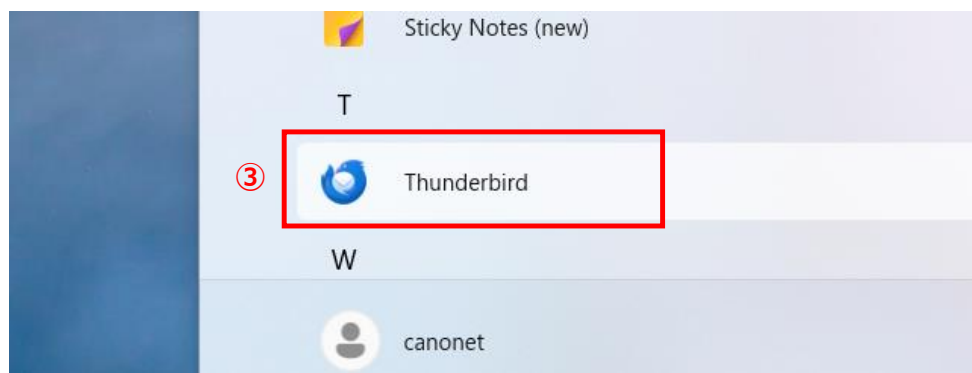 Sticky Notes (new)
T
③
Thunderbird
W
canonet